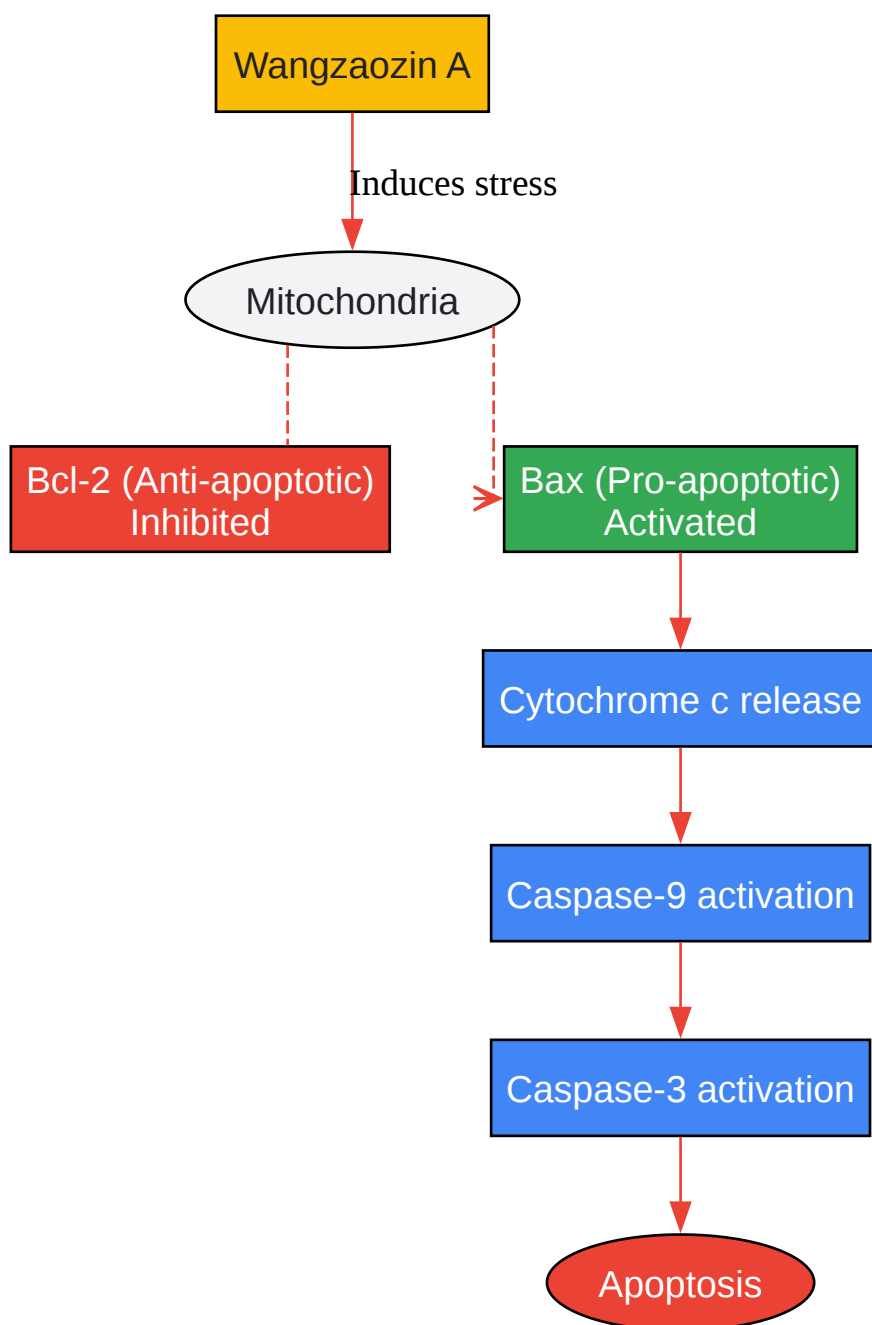 Wangzaozin A
Induces stress
Mitochondria
Bcl-2 (Anti-apoptotic)
Inhibited
Bax (Pro-apoptotic)
Activated
Cytochrome c release
Caspase-9 activation
Caspase-3 activation
Apoptosis